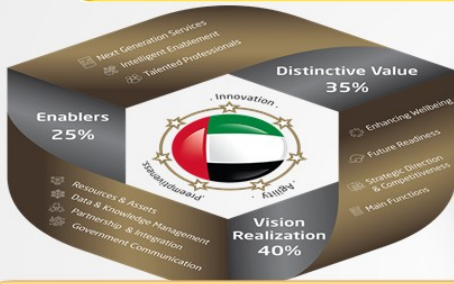 Next Generation Services
Intelligent Enablement
Talented Professionals
Distinctive Value
35%
Enablers
25%
. Innovation .
Preemptiveness
. Agility
Enhancing Wellbeing
Future Readiness
Strategic Direction
& Competitiveness
Main Functions
Resources & Assets
Data & Knowledge Management
Partnership & Integration
Government Communication
Vision
Realization
40%